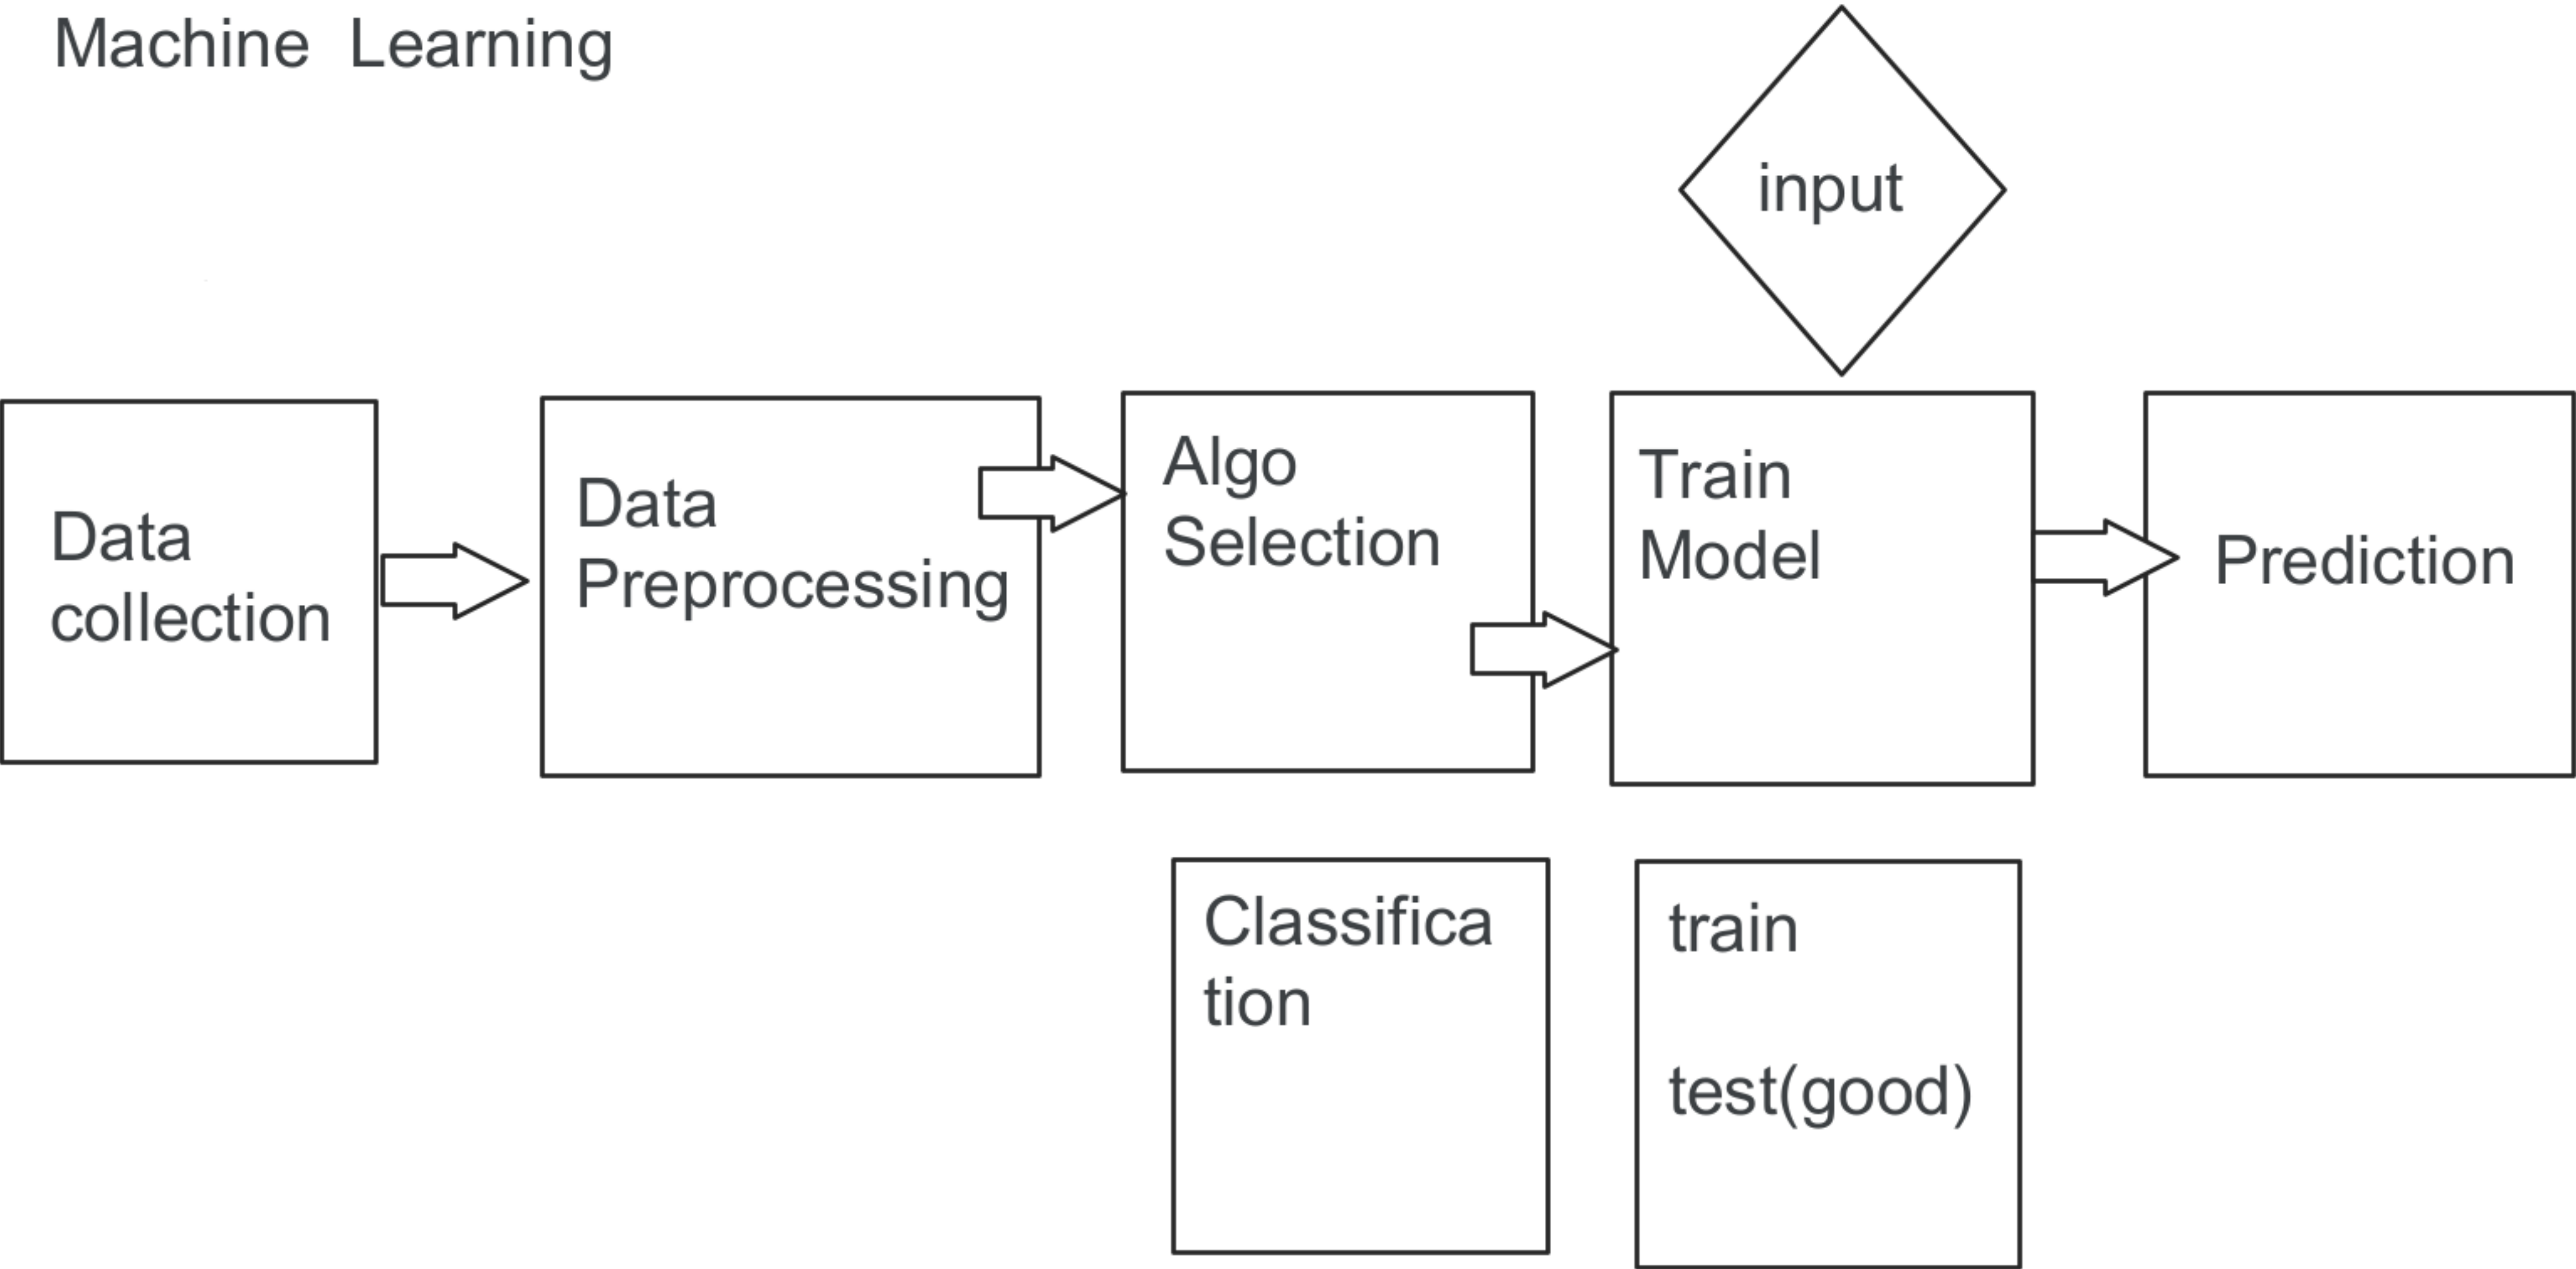 Machine Learning
input
Data
collection
Data
Preprocessing
Algo
Selection
Train
Model
Prediction
Classifica
tion
train
test(good)